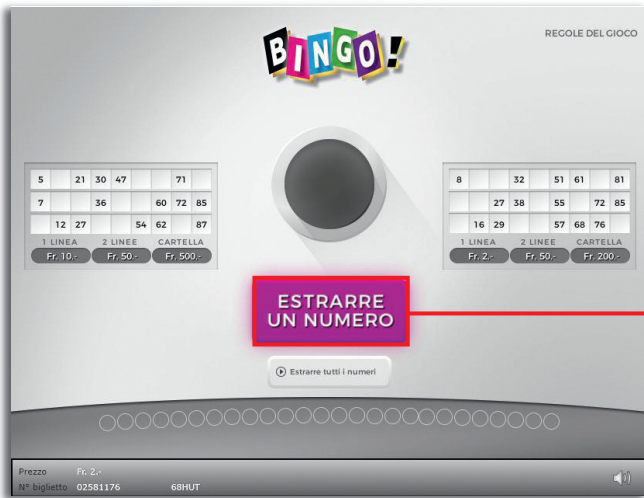 BINGO!
REGOLE DEL GIOCO
5 21 30 47 71
7 36 60 72 85
12 27 54 62 87
1 LINEA 2 LINEE CARTELLA
Fr. 10.- Fr. 50.- Fr. 500.-
8 32 51 61 81
27 38 55 72 85
16 29 57 68 76
1 LINEA 2 LINEE CARTELLA
Fr. 2.- Fr. 50.- Fr. 200.-
ESTRARRE
UN NUMERO
Estrarre tutti i numeri
Prezzo Fr. 2.-
N° biglietto 02581176 68HUT